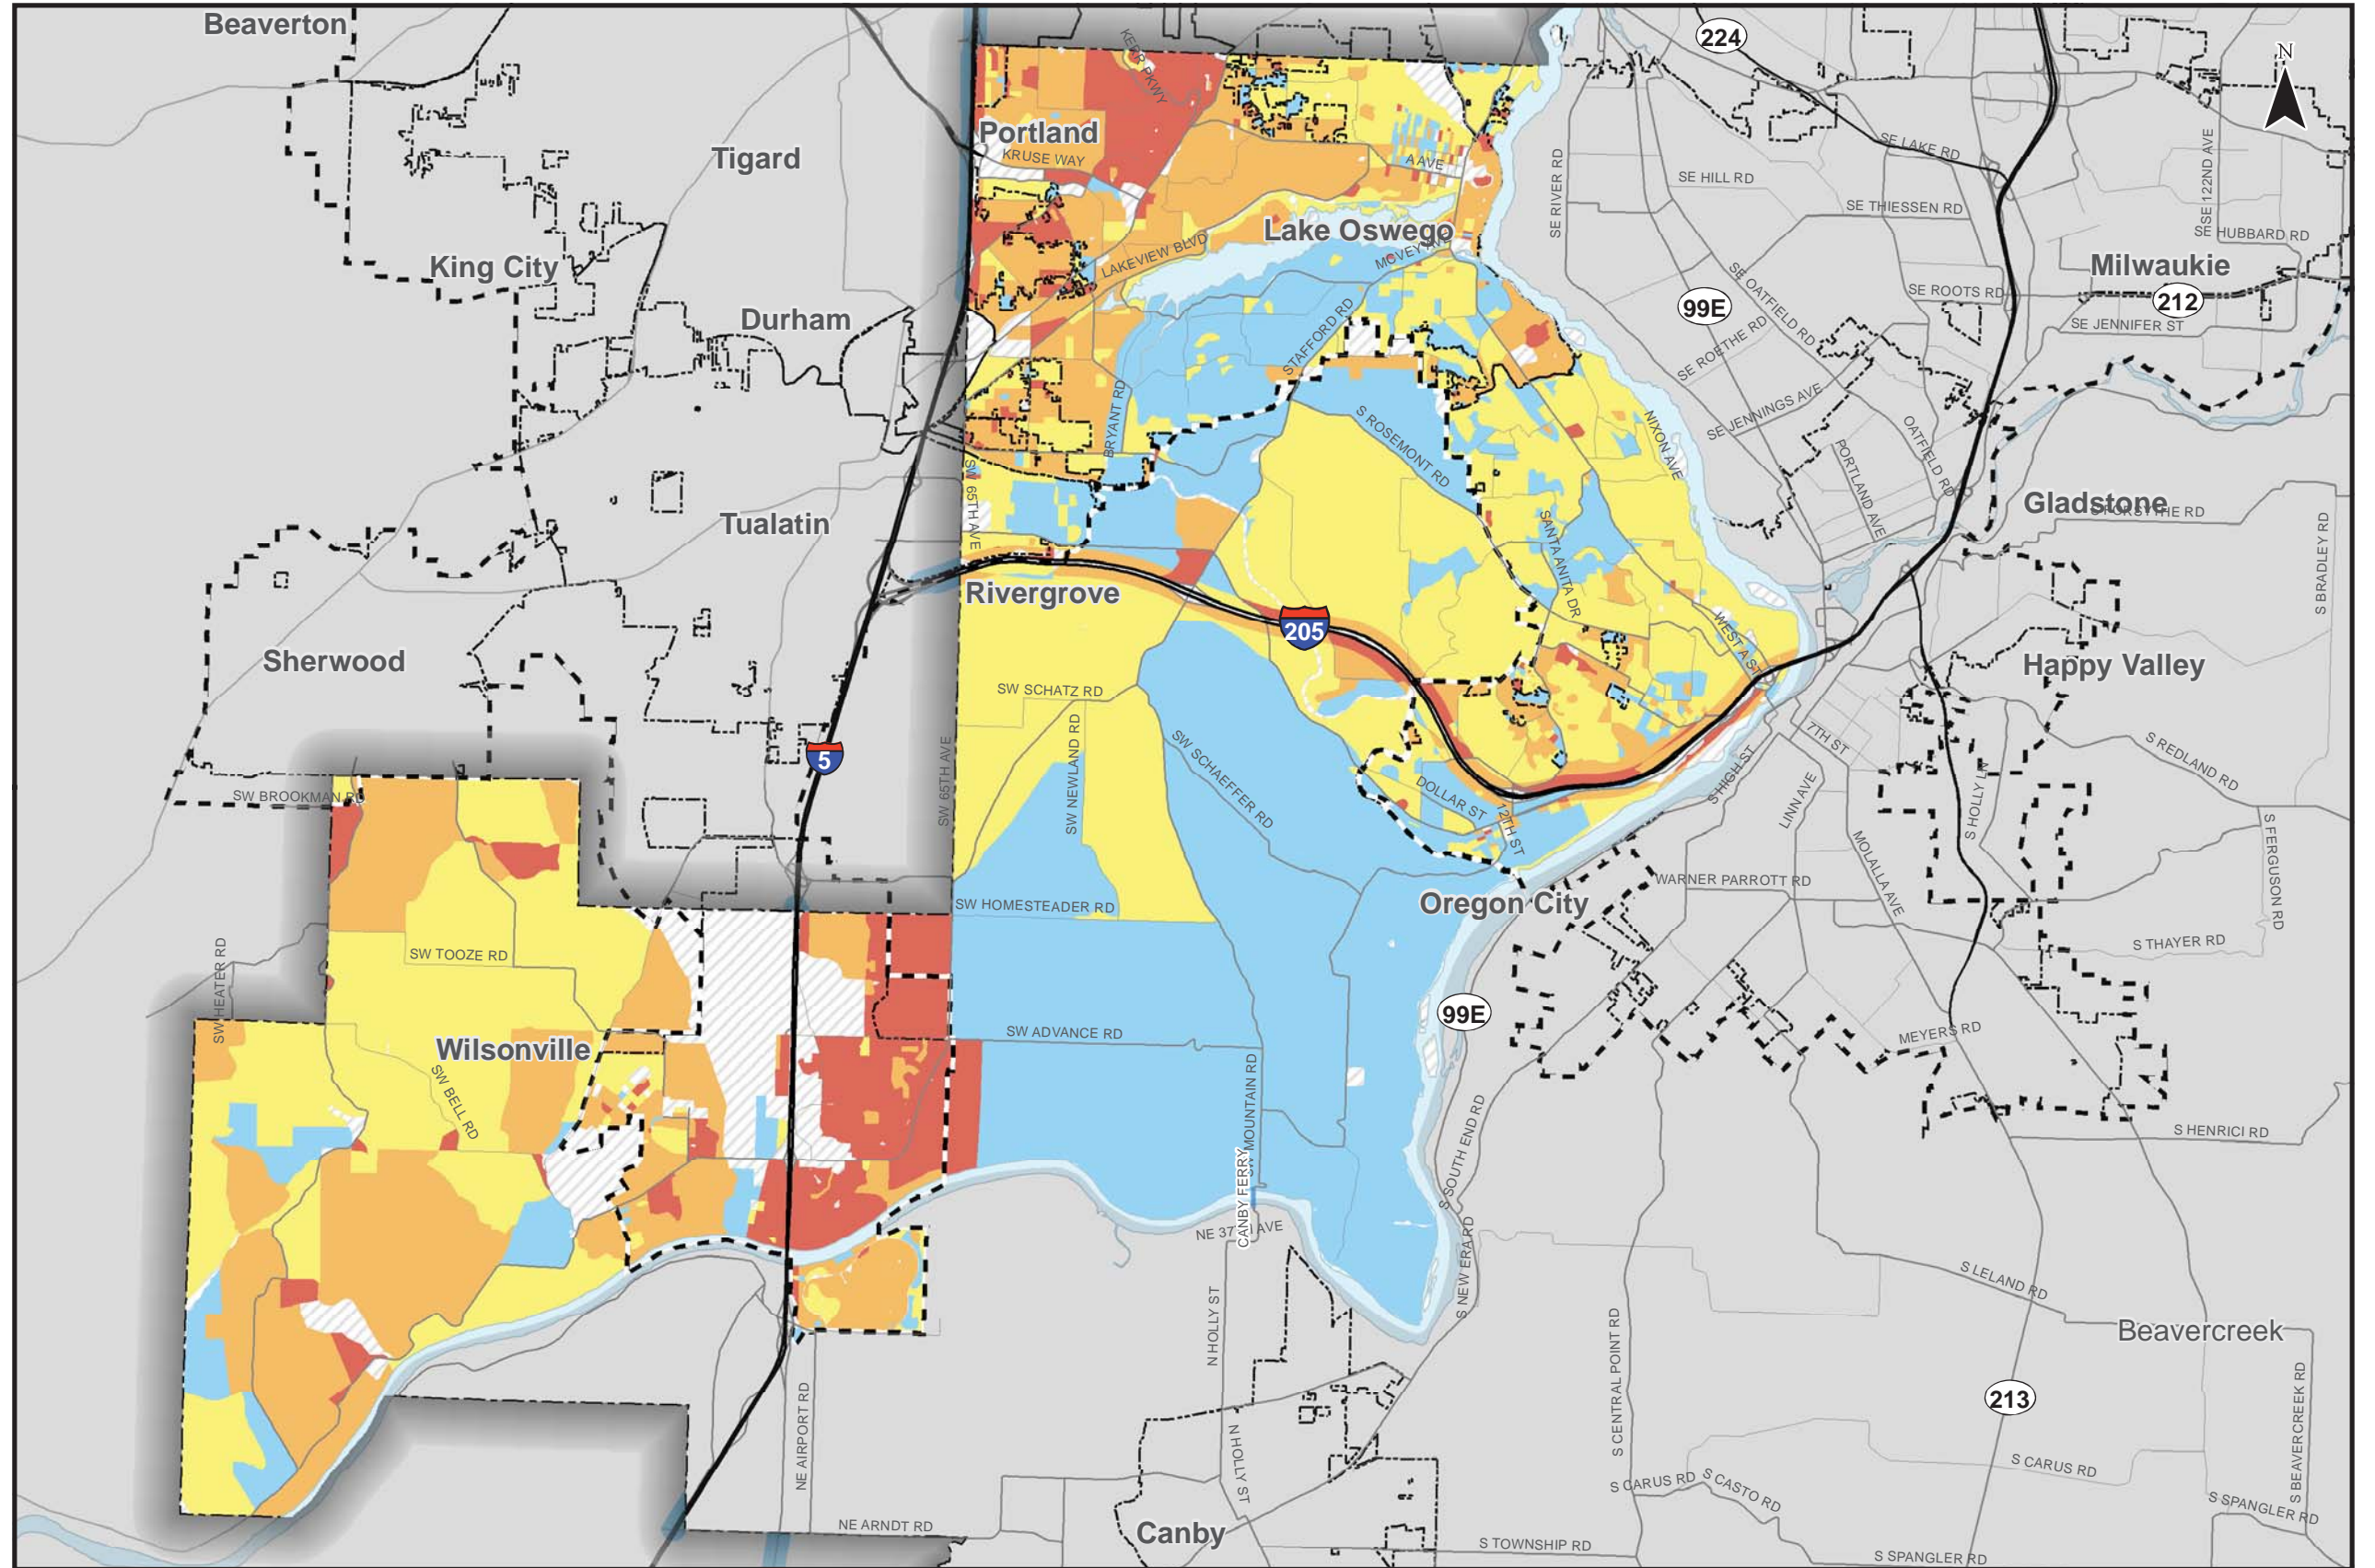 Beaverton
224
N
KERR PKWY
Portland
KRUSE WAY
Tigard
A AVE
SE LAKE RD
SE RIVER RD
SE HILL RD
SE THIESSEN RD
SE 122ND AVE
SE HUBBARD RD
Lake Oswego
LAKEVIEW BLVD
King City
Milwaukie
212
99E
SE OATFIELD RD
SE ROOTS RD
SE JENNIFER ST
Durham
STAFFORD RD
SE ROETHE RD
SE JENNINGS AVE
BRYANT RD
S ROSEMONT RD
NIXON AVE
OATFIELD RD
PORTLAND AVE
SW 65TH AVE
Gladstone
S FORSYTHE RD
S BRADLEY RD
Tualatin
SANTA ANITA DR
Rivergrove
205
WEST A ST
Sherwood
Happy Valley
SW SCHATZ RD
SW NEWLAND RD
SW SCHAEFFER RD
SW 65TH AVE
5
7TH ST
S HIGH ST
S REDLAND RD
SW BROOKMAN RD
DOLLAR ST
12TH ST
LINN AVE
S HOLLY LN
MOLALLA AVE
S FERGUSON RD
WARNER PARROTT RD
SW HOMESTEADER RD
Oregon City
SW TOOZE RD
S THAYER RD
SW HEATER RD
99E
SW ADVANCE RD
MEYERS RD
Wilsonville
SW BELL RD
MOUNTAIN RD
S HENRICI RD
S SOUTH END RD
CANBY FERRY
NE 37TH AVE
S NEW ERA RD
S LELAND RD
N HOLLY ST
S CENTRAL POINT RD
Beavercreek
213
NE AIRPORT RD
S BEAVERCREEK RD
N HOLLY ST
S CARUS RD
S CARUS RD
S CASTO RD
S SPANGLER RD
NE ARNDT RD
Canby
S TOWNSHIP RD
S SPANGLER RD